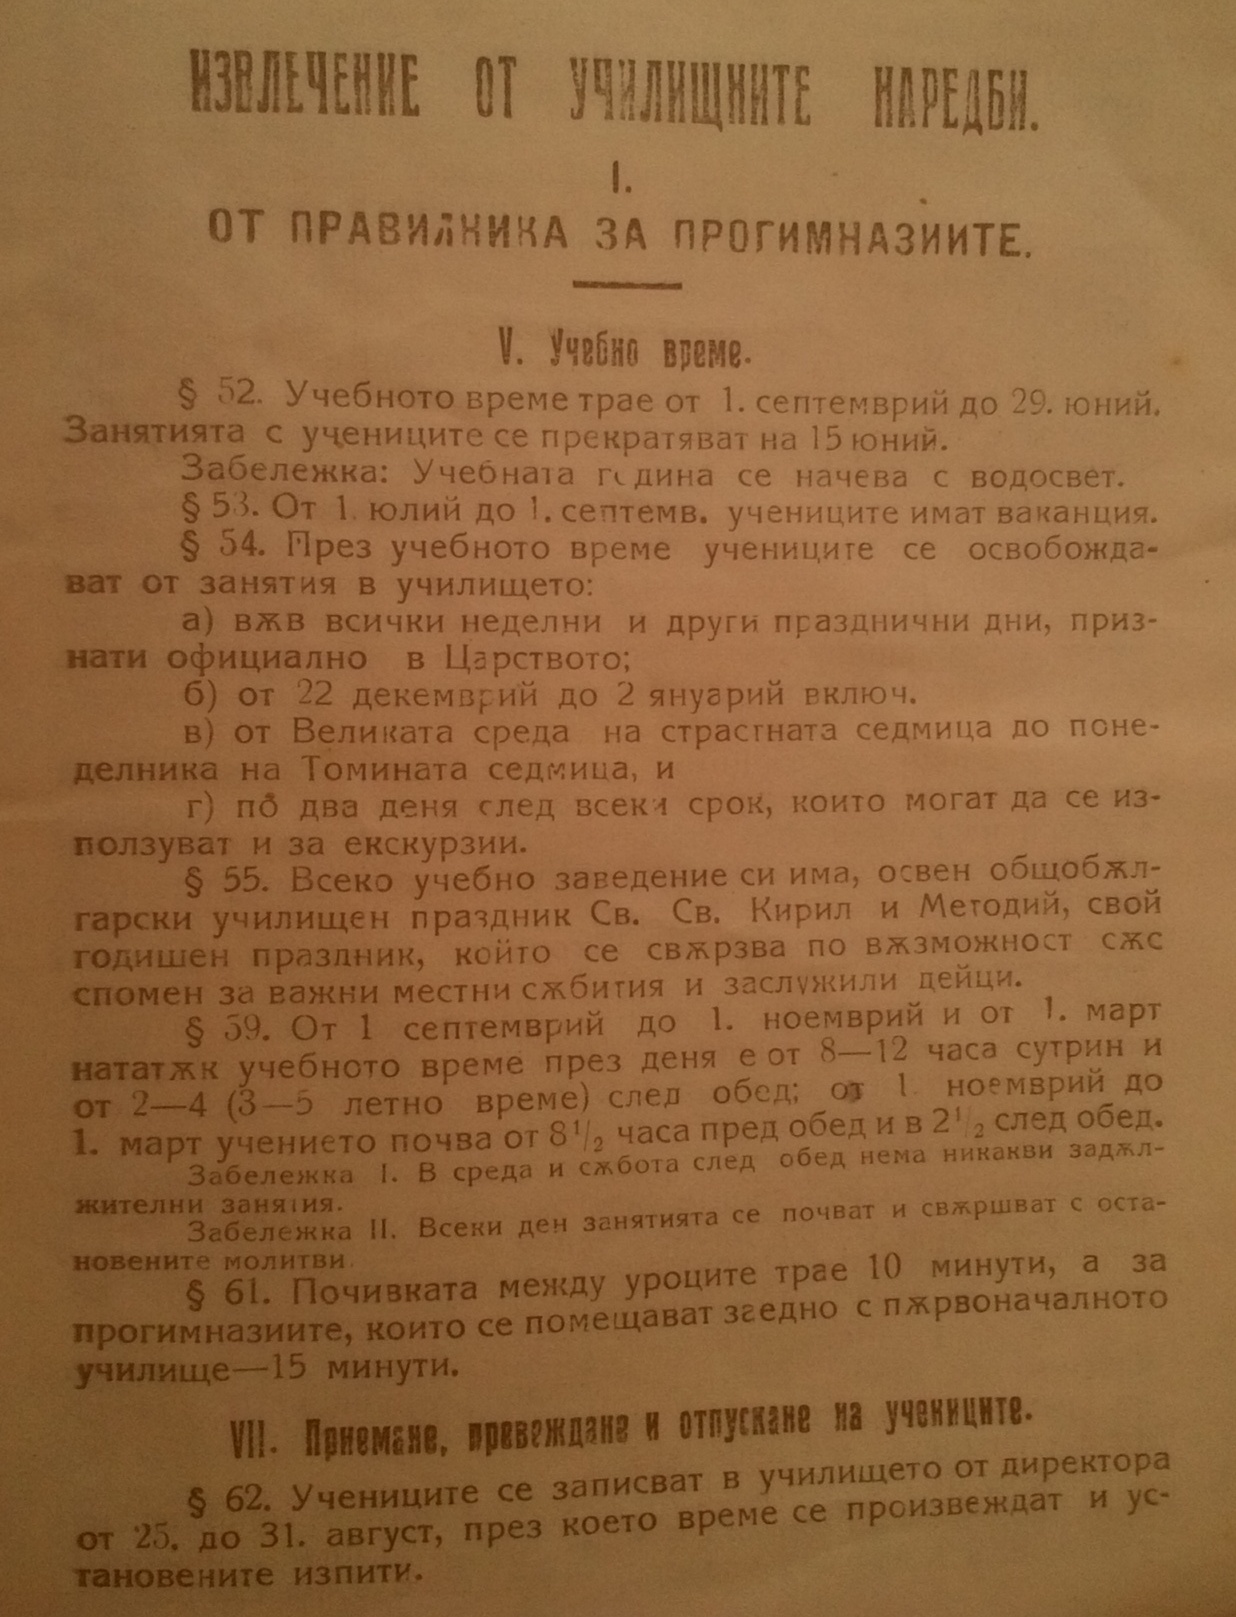 ИЗВЛЕЧЕНИЕ ОТ УЧИЛИЩНИТЕ НАРЕДБИ.
I.
ОТ ПРАВИЛНИКА ЗА ПРОГИМНАЗИИТЕ.
V. Учебно време.
§ 52. Учебното време трае от 1. септемврий до 29. юний.
Занятията с учениците се прекратяват на 15 юний.
Забележка: Учебната година се начева с водосвет.
§ 53. От 1. юлий до 1. септемв. учениците имат ваканция.
§ 54. През учебното време учениците се освобожда-
ват от занятия в училището:
а) вѫв всички неделни и други празднични дни, приз-
нати официално в Царството;
б) от 22 декемврий до 2 януарий включ.
в) от Великата среда на страстната седмица до поне-
делника на Томината седмица, и
г) по два деня след всеки срок, които могат да се из-
ползуват и за екскурзии.
§ 55. Всеко учебно заведение си има, освен общобѫл-
гарски училищен праздник Св. Св. Кирил и Методий, свой
годишен праздник, който се свѫрзва по вѫзможност сѫс
спомен за важни местни сѫбития и заслужили дейци.
§ 59. От 1 септемврий до 1. ноемврий и от 1. март
нататѫк учебното време през деня е от 8—12 часа сутрин и
от 2—4 (3—5 летно време) след обед; от 1. ноемврий до
1. март учението почва от 8½ часа пред обед и в 2½ след обед.
Забележка I. В среда и сѫбота след обед нема никакви задѫл-
жителни занятия.
Забележка II. Всеки ден занятията се почват и свѫршват с оста-
новените молитви.
§ 61. Почивката между уроците трае 10 минути, а за
прогимназиите, които се помещават заедно с пѫрвоначалното
училище—15 минути.
VII. Приемане, превеждане и отпускане на учениците.
§ 62. Учениците се записват в училището от директора
от 25. до 31. август, през което време се произвеждат и ус-
тановените изпити.